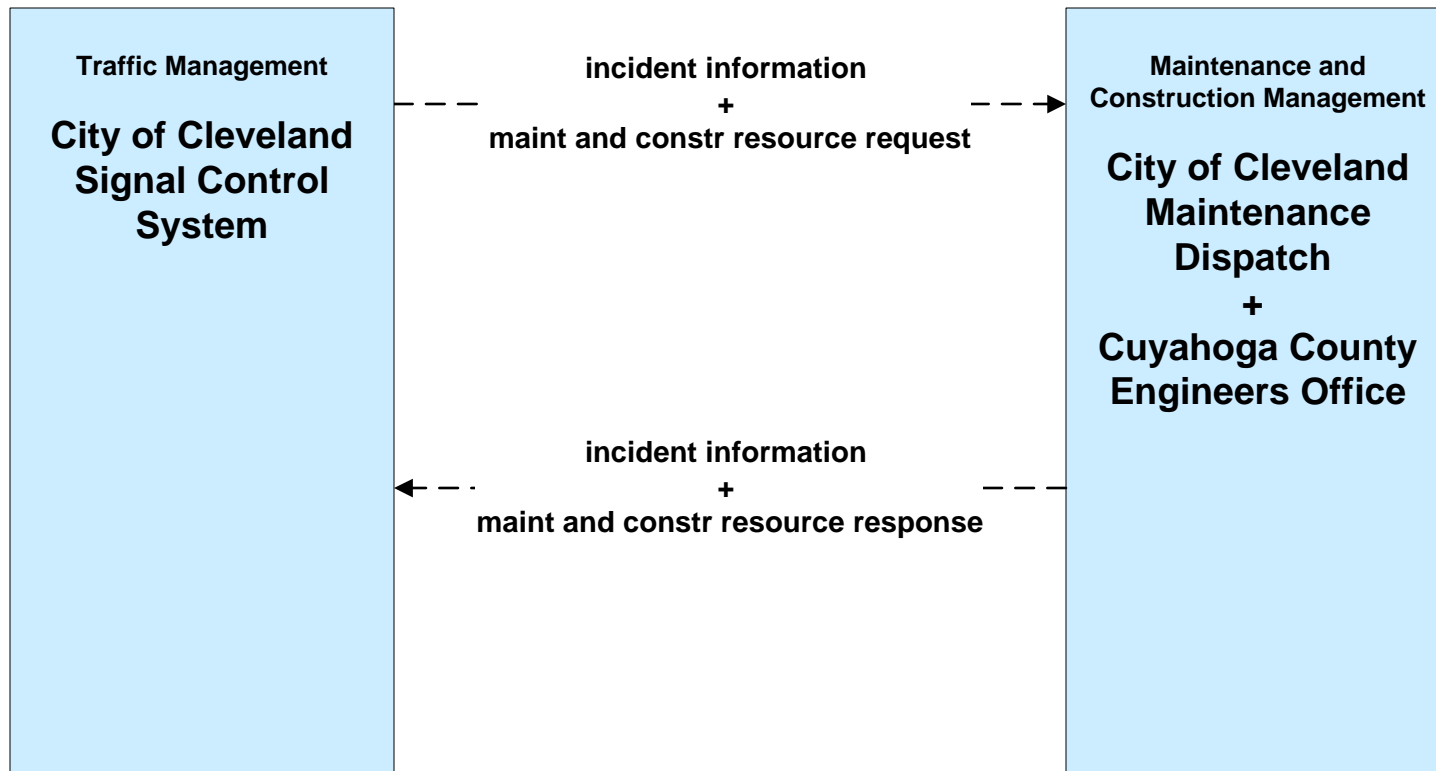 Traffic Management
City of Cleveland
Signal Control
System
incident information
+
maint and constr resource request
Maintenance and
Construction Management
City of Cleveland
Maintenance
Dispatch
+
Cuyahoga County
Engineers Office
incident information
+
maint and constr resource response